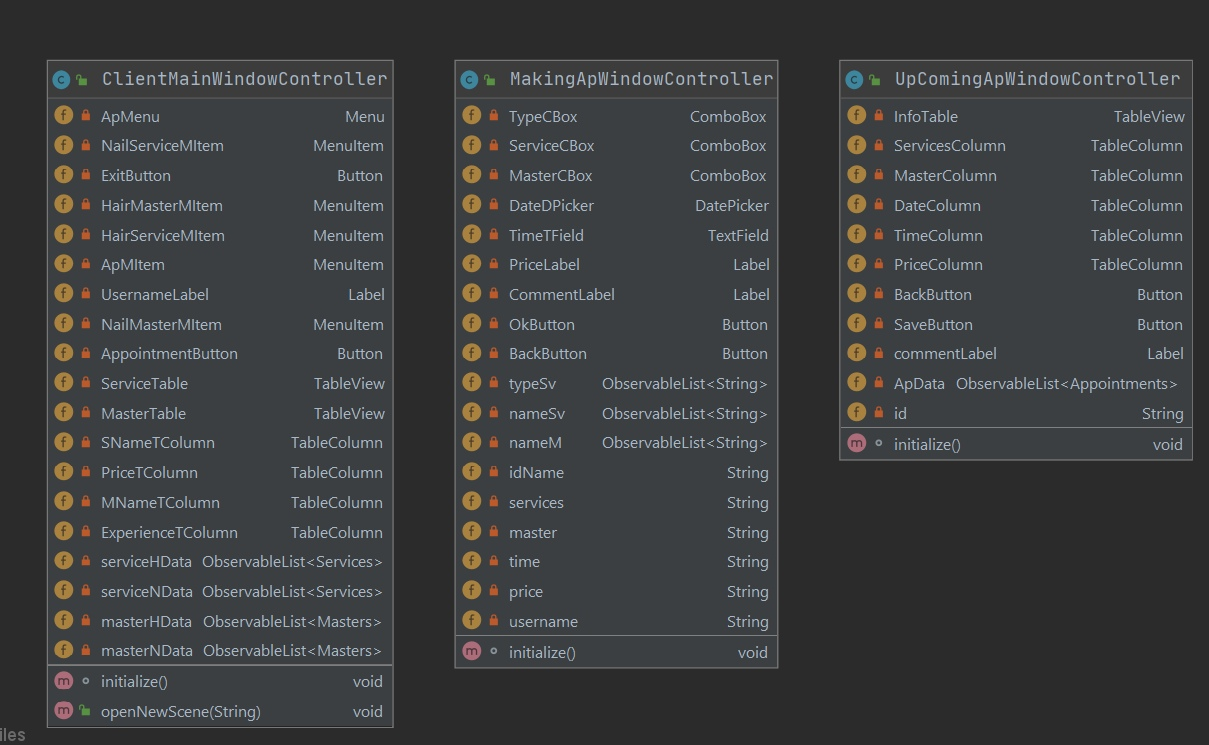 ClientMainWindowController
ApMenu Menu
NailServiceMItem MenuItem
ExitButton Button
HairMasterMItem MenuItem
HairServiceMItem MenuItem
ApMItem MenuItem
UsernameLabel Label
NailMasterMItem MenuItem
AppointmentButton Button
ServiceTable TableView
MasterTable TableView
SNameTColumn TableColumn
PriceTColumn TableColumn
MNameTColumn TableColumn
ExperienceTColumn TableColumn
serviceHData ObservableList<Services>
serviceNData ObservableList<Services>
masterHData ObservableList<Masters>
masterNData ObservableList<Masters>
initialize() void
openNewScene(String) void
MakingApWindowController
TypeCBox ComboBox
ServiceCBox ComboBox
MasterCBox ComboBox
DateDPicker DatePicker
TimeTField TextField
PriceLabel Label
CommentLabel Label
OkButton Button
BackButton Button
typeSv ObservableList<String>
nameSv ObservableList<String>
nameM ObservableList<String>
idName String
services String
master String
time String
price String
username String
initialize() void
UpComingApWindowController
InfoTable TableView
ServicesColumn TableColumn
MasterColumn TableColumn
DateColumn TableColumn
TimeColumn TableColumn
PriceColumn TableColumn
BackButton Button
SaveButton Button
commentLabel Label
ApData ObservableList<Appointments>
id String
initialize() void
iles